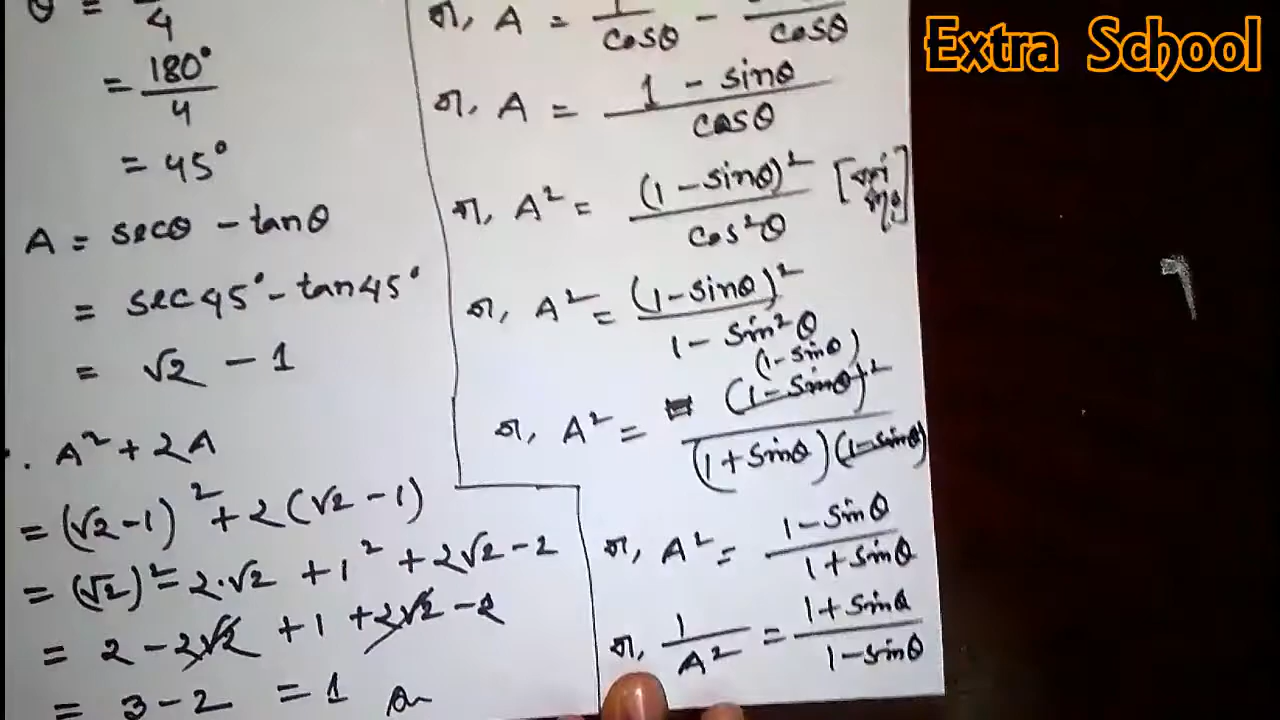 Extra School
θ = 
4
= 180°/4
= 45°
A = secθ - tanθ
= sec45° - tan45°
= √2 - 1
∴ A² + 2A
= (√2 - 1)² + 2(√2 - 1)
= (√2)² - 2·√2 + 1² + 2√2 - 2
= 2 - 2√2 + 1 + 2√2 - 2
= 3 - 2 = 1
বা, A = 1/cosθ - /cosθ
বা, A = (1 - sinθ)/cosθ
বা, A² = (1 - sinθ)²/cos²θ [বর্গ
বা, A² = (1 - sinθ)²/(1 - sin²θ)
(1 - sinθ)
বা, A² = (1 - sinθ)²/(1 + sinθ)(1 - sinθ)
বা, A² = (1 - sinθ)/(1 + sinθ)
বা, 1/A² = (1 + sinθ)/(1 - sinθ)